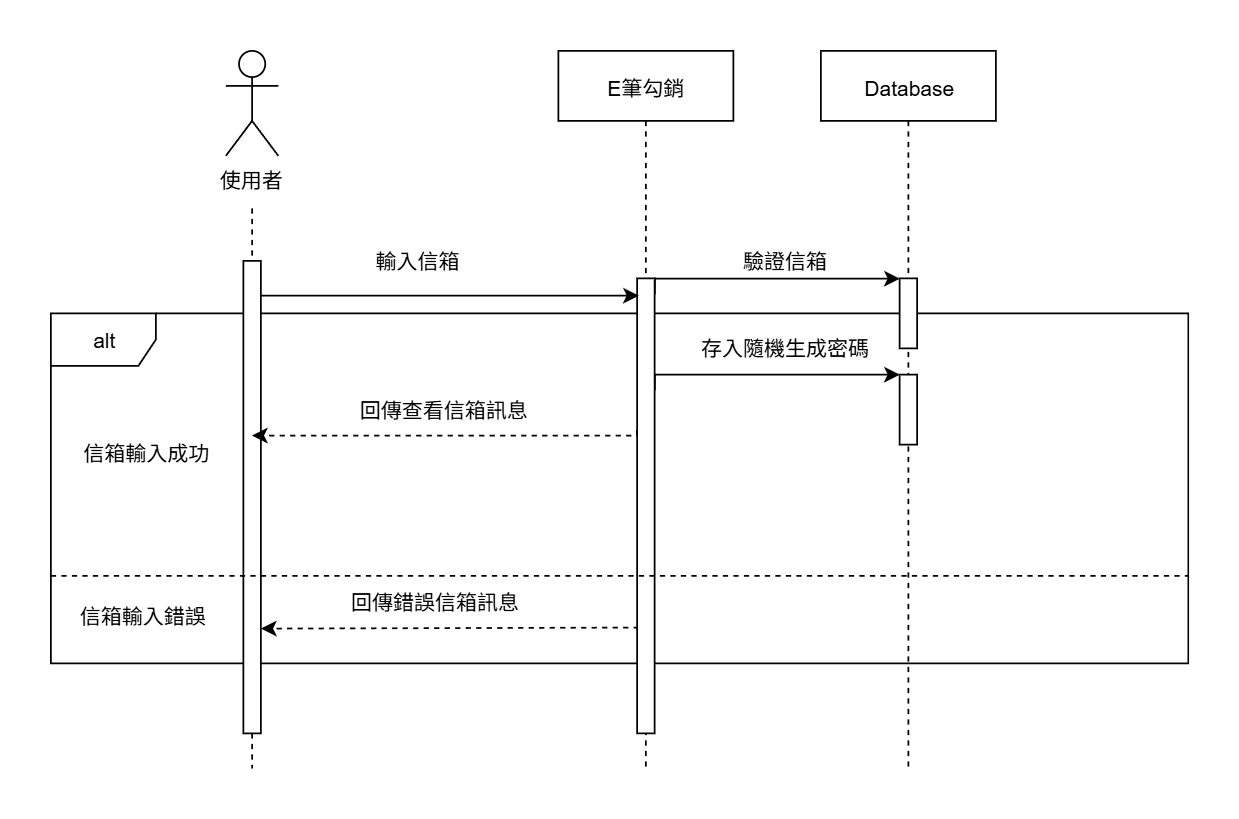 E筆勾銷
Database
使用者
輸入信箱
驗證信箱
alt
存入隨機生成密碼
回傳查看信箱訊息
信箱輸入成功
回傳錯誤信箱訊息
信箱輸入錯誤